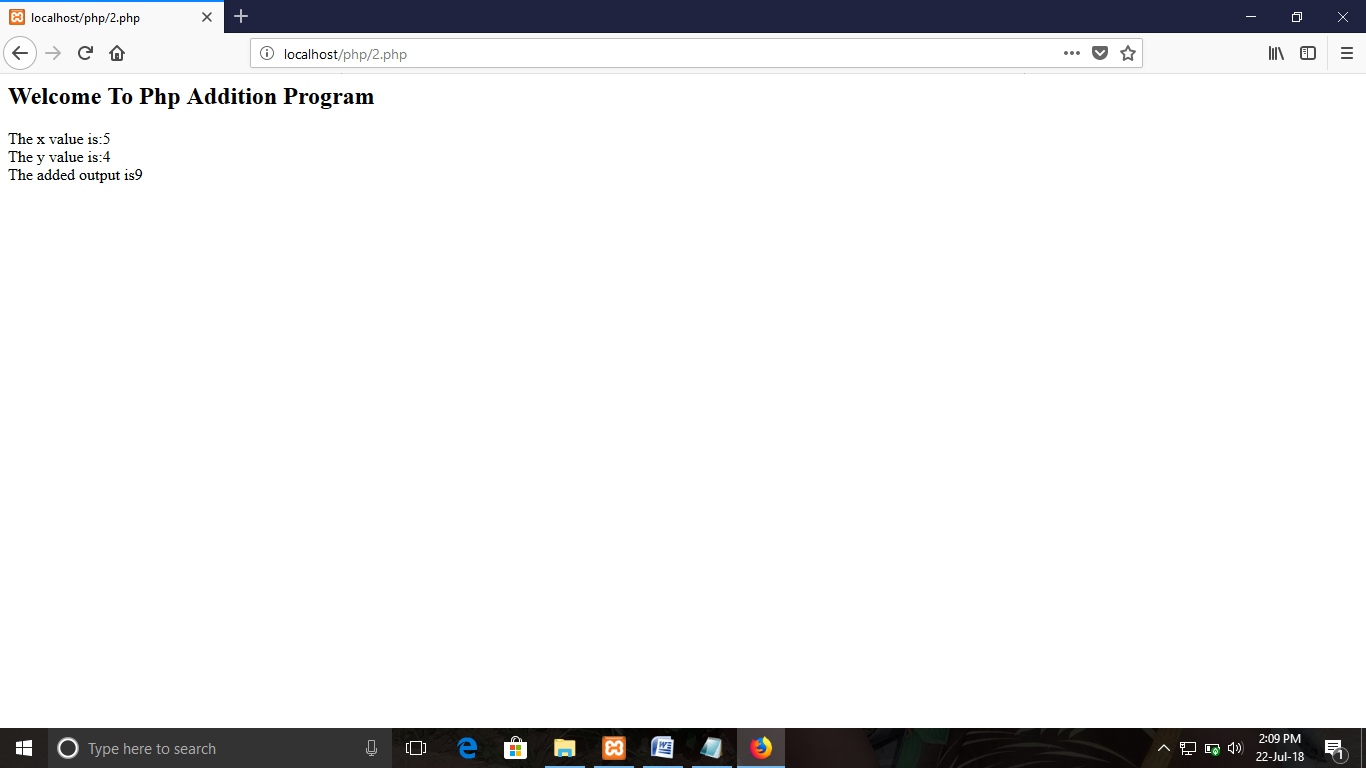 localhost/php/2.php
localhost/php/2.php
Welcome To Php Addition Program
The x value is:5
The y value is:4
The added output is9
Type here to search
2:09 PM
22-Jul-18
1